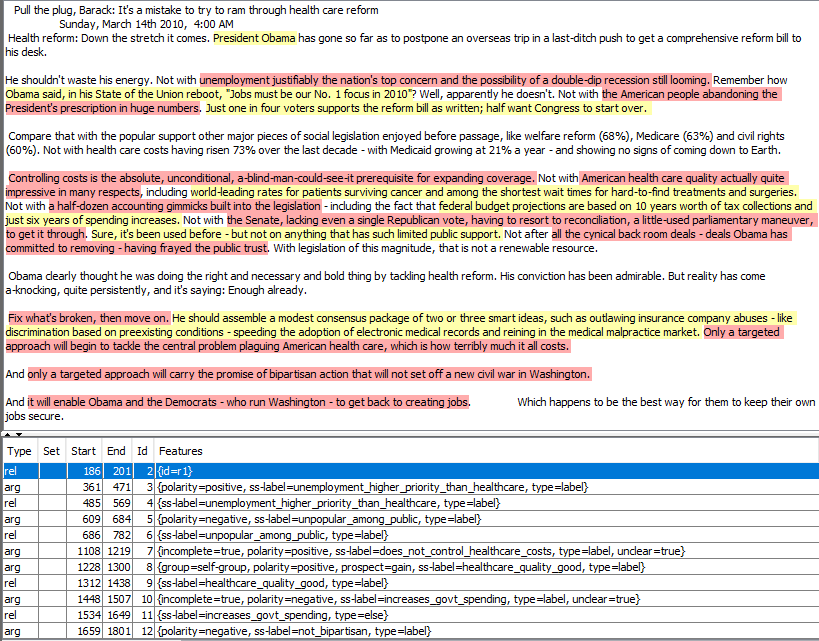 Pull the plug, Barack: It's a mistake to try to ram through health care reform
Sunday, March 14th 2010, 4:00 AM
Health reform: Down the stretch it comes. President Obama has gone so far as to postpone an overseas trip in a last-ditch push to get a comprehensive reform bill to
his desk.
He shouldn't waste his energy. Not with unemployment justifiably the nation's top concern and the possibility of a double-dip recession still looming. Remember how
Obama said, in his State of the Union reboot, "Jobs must be our No. 1 focus in 2010"? Well, apparently he doesn't. Not with the American people abandoning the
President's prescription in huge numbers. Just one in four voters supports the reform bill as written; half want Congress to start over.
Compare that with the popular support other major pieces of social legislation enjoyed before passage, like welfare reform (68%), Medicare (63%) and civil rights
(60%). Not with health care costs having risen 73% over the last decade - with Medicaid growing at 21% a year - and showing no signs of coming down to Earth.
Controlling costs is the absolute, unconditional, a-blind-man-could-see-it prerequisite for expanding coverage. Not with American health care quality actually quite
impressive in many respects, including world-leading rates for patients surviving cancer and among the shortest wait times for hard-to-find treatments and surgeries.
Not with a half-dozen accounting gimmicks built into the legislation - including the fact that federal budget projections are based on 10 years worth of tax collections and
just six years of spending increases. Not with the Senate, lacking even a single Republican vote, having to resort to reconciliation, a little-used parliamentary maneuver,
to get it through. Sure, it's been used before - but not on anything that has such limited public support. Not after all the cynical back room deals - deals Obama has
committed to removing - having frayed the public trust. With legislation of this magnitude, that is not a renewable resource.
Obama clearly thought he was doing the right and necessary and bold thing by tackling health reform. His conviction has been admirable. But reality has come
a-knocking, quite persistently, and it's saying: Enough already.
Fix what's broken, then move on. He should assemble a modest consensus package of two or three smart ideas, such as outlawing insurance company abuses - like
discrimination based on preexisting conditions - speeding the adoption of electronic medical records and reining in the medical malpractice market. Only a targeted
approach will begin to tackle the central problem plaguing American health care, which is how terribly much it all costs.
And only a targeted approach will carry the promise of bipartisan action that will not set off a new civil war in Washington.
And it will enable Obama and the Democrats - who run Washington - to get back to creating jobs. Which happens to be the best way for them to keep their own
jobs secure.
Type Set Start End Id Features
rel 186 201 2 {id=r1}
arg 361 471 3 {polarity=positive, ss-label=unemployment_higher_priority_than_healthcare, type=label}
rel 485 569 4 {ss-label=unemployment_higher_priority_than_healthcare, type=label}
arg 609 684 5 {polarity=negative, ss-label=unpopular_among_public, type=label}
rel 686 782 6 {ss-label=unpopular_among_public, type=label}
arg 1108 1219 7 {incomplete=true, polarity=positive, ss-label=does_not_control_healthcare_costs, type=label, unclear=true}
arg 1228 1300 8 {group=self-group, polarity=positive, prospect=gain, ss-label=healthcare_quality_good, type=label}
rel 1312 1438 9 {ss-label=healthcare_quality_good, type=label}
arg 1448 1507 10 {incomplete=true, polarity=negative, ss-label=increases_govt_spending, type=label, unclear=true}
rel 1534 1649 11 {ss-label=increases_govt_spending, type=else}
arg 1659 1801 12 {polarity=negative, ss-label=not_bipartisan, type=label}